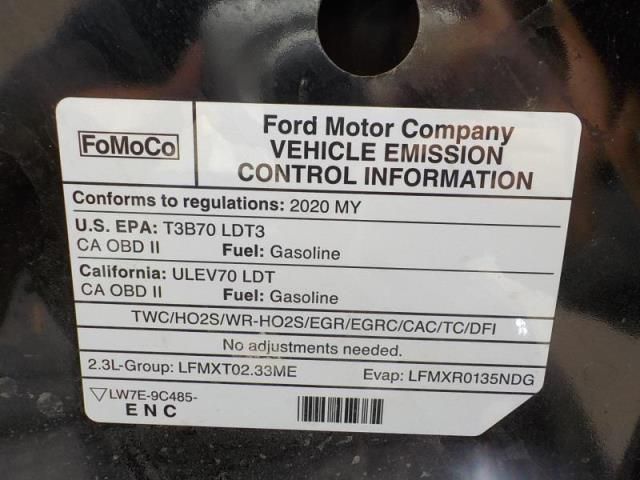 FoMoCo
Ford Motor Company
VEHICLE EMISSION
CONTROL INFORMATION
Conforms to regulations: 2020 MY
U.S. EPA: T3B70 LDT3
CA OBD II Fuel: Gasoline
California: ULEV70 LDT
CA OBD II Fuel: Gasoline
TWC/HO2S/WR-HO2S/EGR/EGRC/CAC/TC/DFI
No adjustments needed.
2.3L-Group: LFMXT02.33ME Evap: LFMXR0135NDG
LW7E-9C485-
E N C